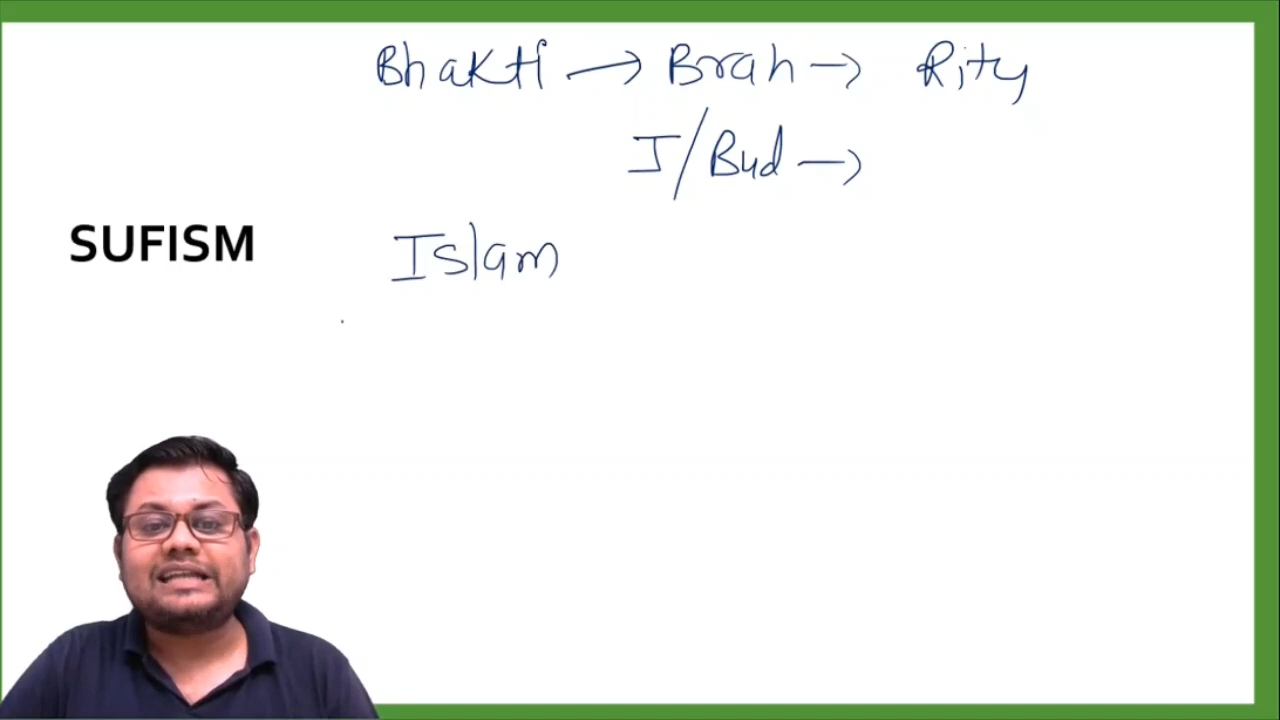 Bhakti → Brah → Rity
J/Bud →
SUFISM
Islam